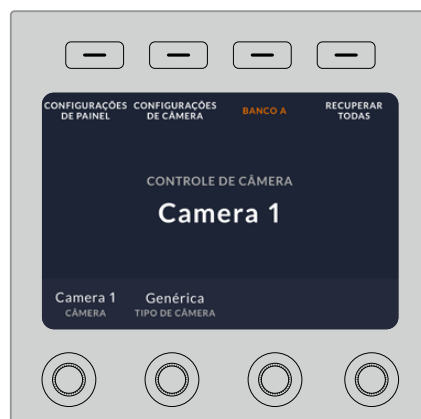 CONFIGURAÇÕES DE PAINEL
CONFIGURAÇÕES DE CÂMERA
BANCO A
RECUPERAR TODAS
CONTROLE DE CÂMERA
Camera 1
Camera 1
CÂMERA
Genérica
TIPO DE CÂMERA